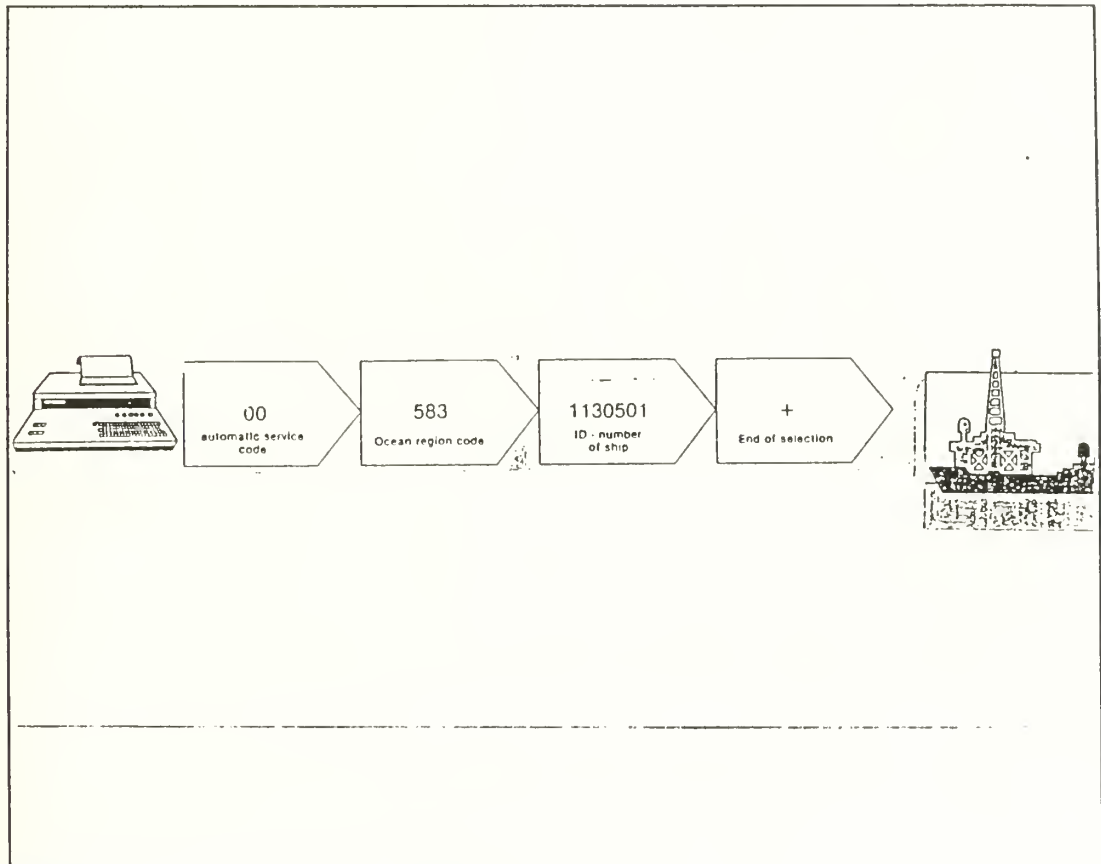 00
automatic service
code
583
Ocean region code
1130501
ID - number
of ship
+
End of selection